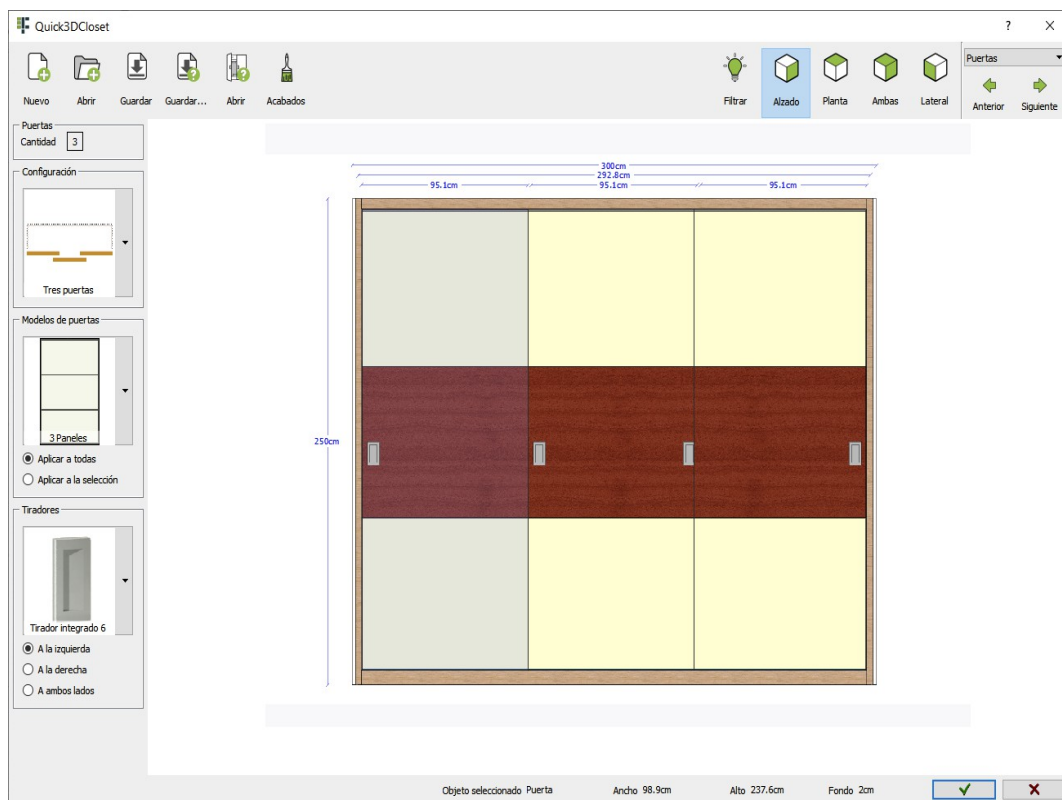 Quick3DCloset
? X
Nuevo Abrir Guardar Guardar... Abrir Acabados Filtrar Alzado Planta Ambas Lateral
Puertas
Anterior Siguiente
Puertas
Cantidad 3
Configuración
Tres puertas
Modelos de puertas
3 Paneles
Aplicar a todas
Aplicar a la selección
Tiradores
Tirador integrado 6
A la izquierda
A la derecha
A ambos lados
300cm
292.8cm
95.1cm 95.1cm 95.1cm
250cm
Objeto seleccionado Puerta Ancho 98.9cm Alto 237.6cm Fondo 2cm